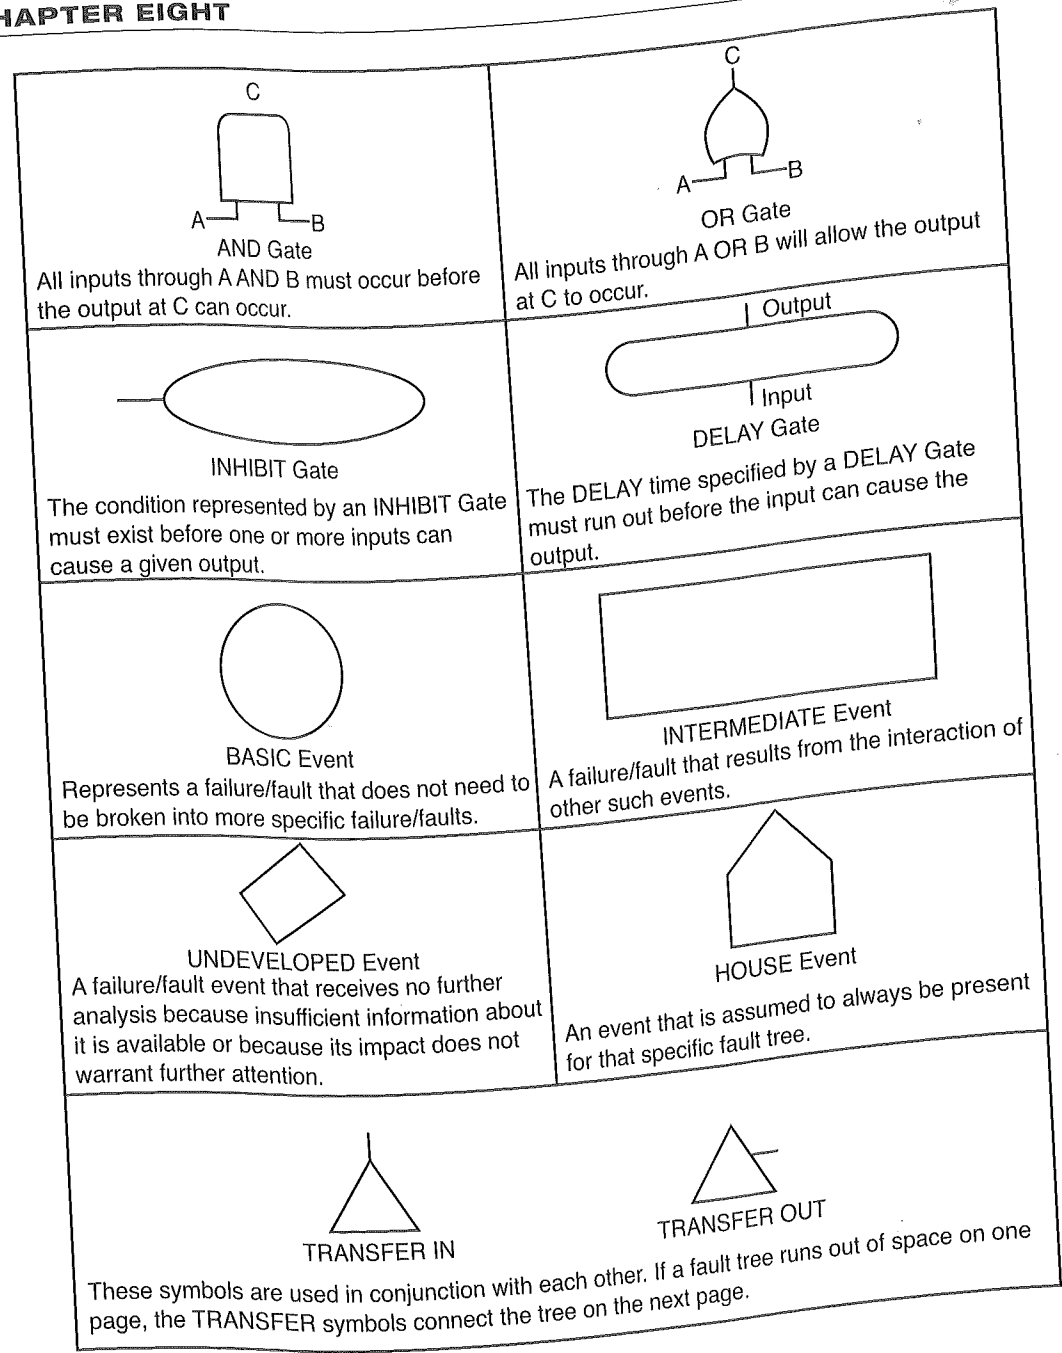 HAPTER EIGHT
C
A
B
AND Gate
All inputs through A AND B must occur before
the output at C can occur.
C
A
B
OR Gate
All inputs through A OR B will allow the output
at C to occur.
INHIBIT Gate
The condition represented by an INHIBIT Gate
must exist before one or more inputs can
cause a given output.
Output
Input
DELAY Gate
The DELAY time specified by a DELAY Gate
must run out before the input can cause the
output.
BASIC Event
Represents a failure/fault that does not need to
be broken into more specific failure/faults.
INTERMEDIATE Event
A failure/fault that results from the interaction of
other such events.
UNDEVELOPED Event
A failure/fault event that receives no further
analysis because insufficient information about
it is available or because its impact does not
warrant further attention.
HOUSE Event
An event that is assumed to always be present
for that specific fault tree.
TRANSFER IN
TRANSFER OUT
These symbols are used in conjunction with each other. If a fault tree runs out of space on one
page, the TRANSFER symbols connect the tree on the next page.